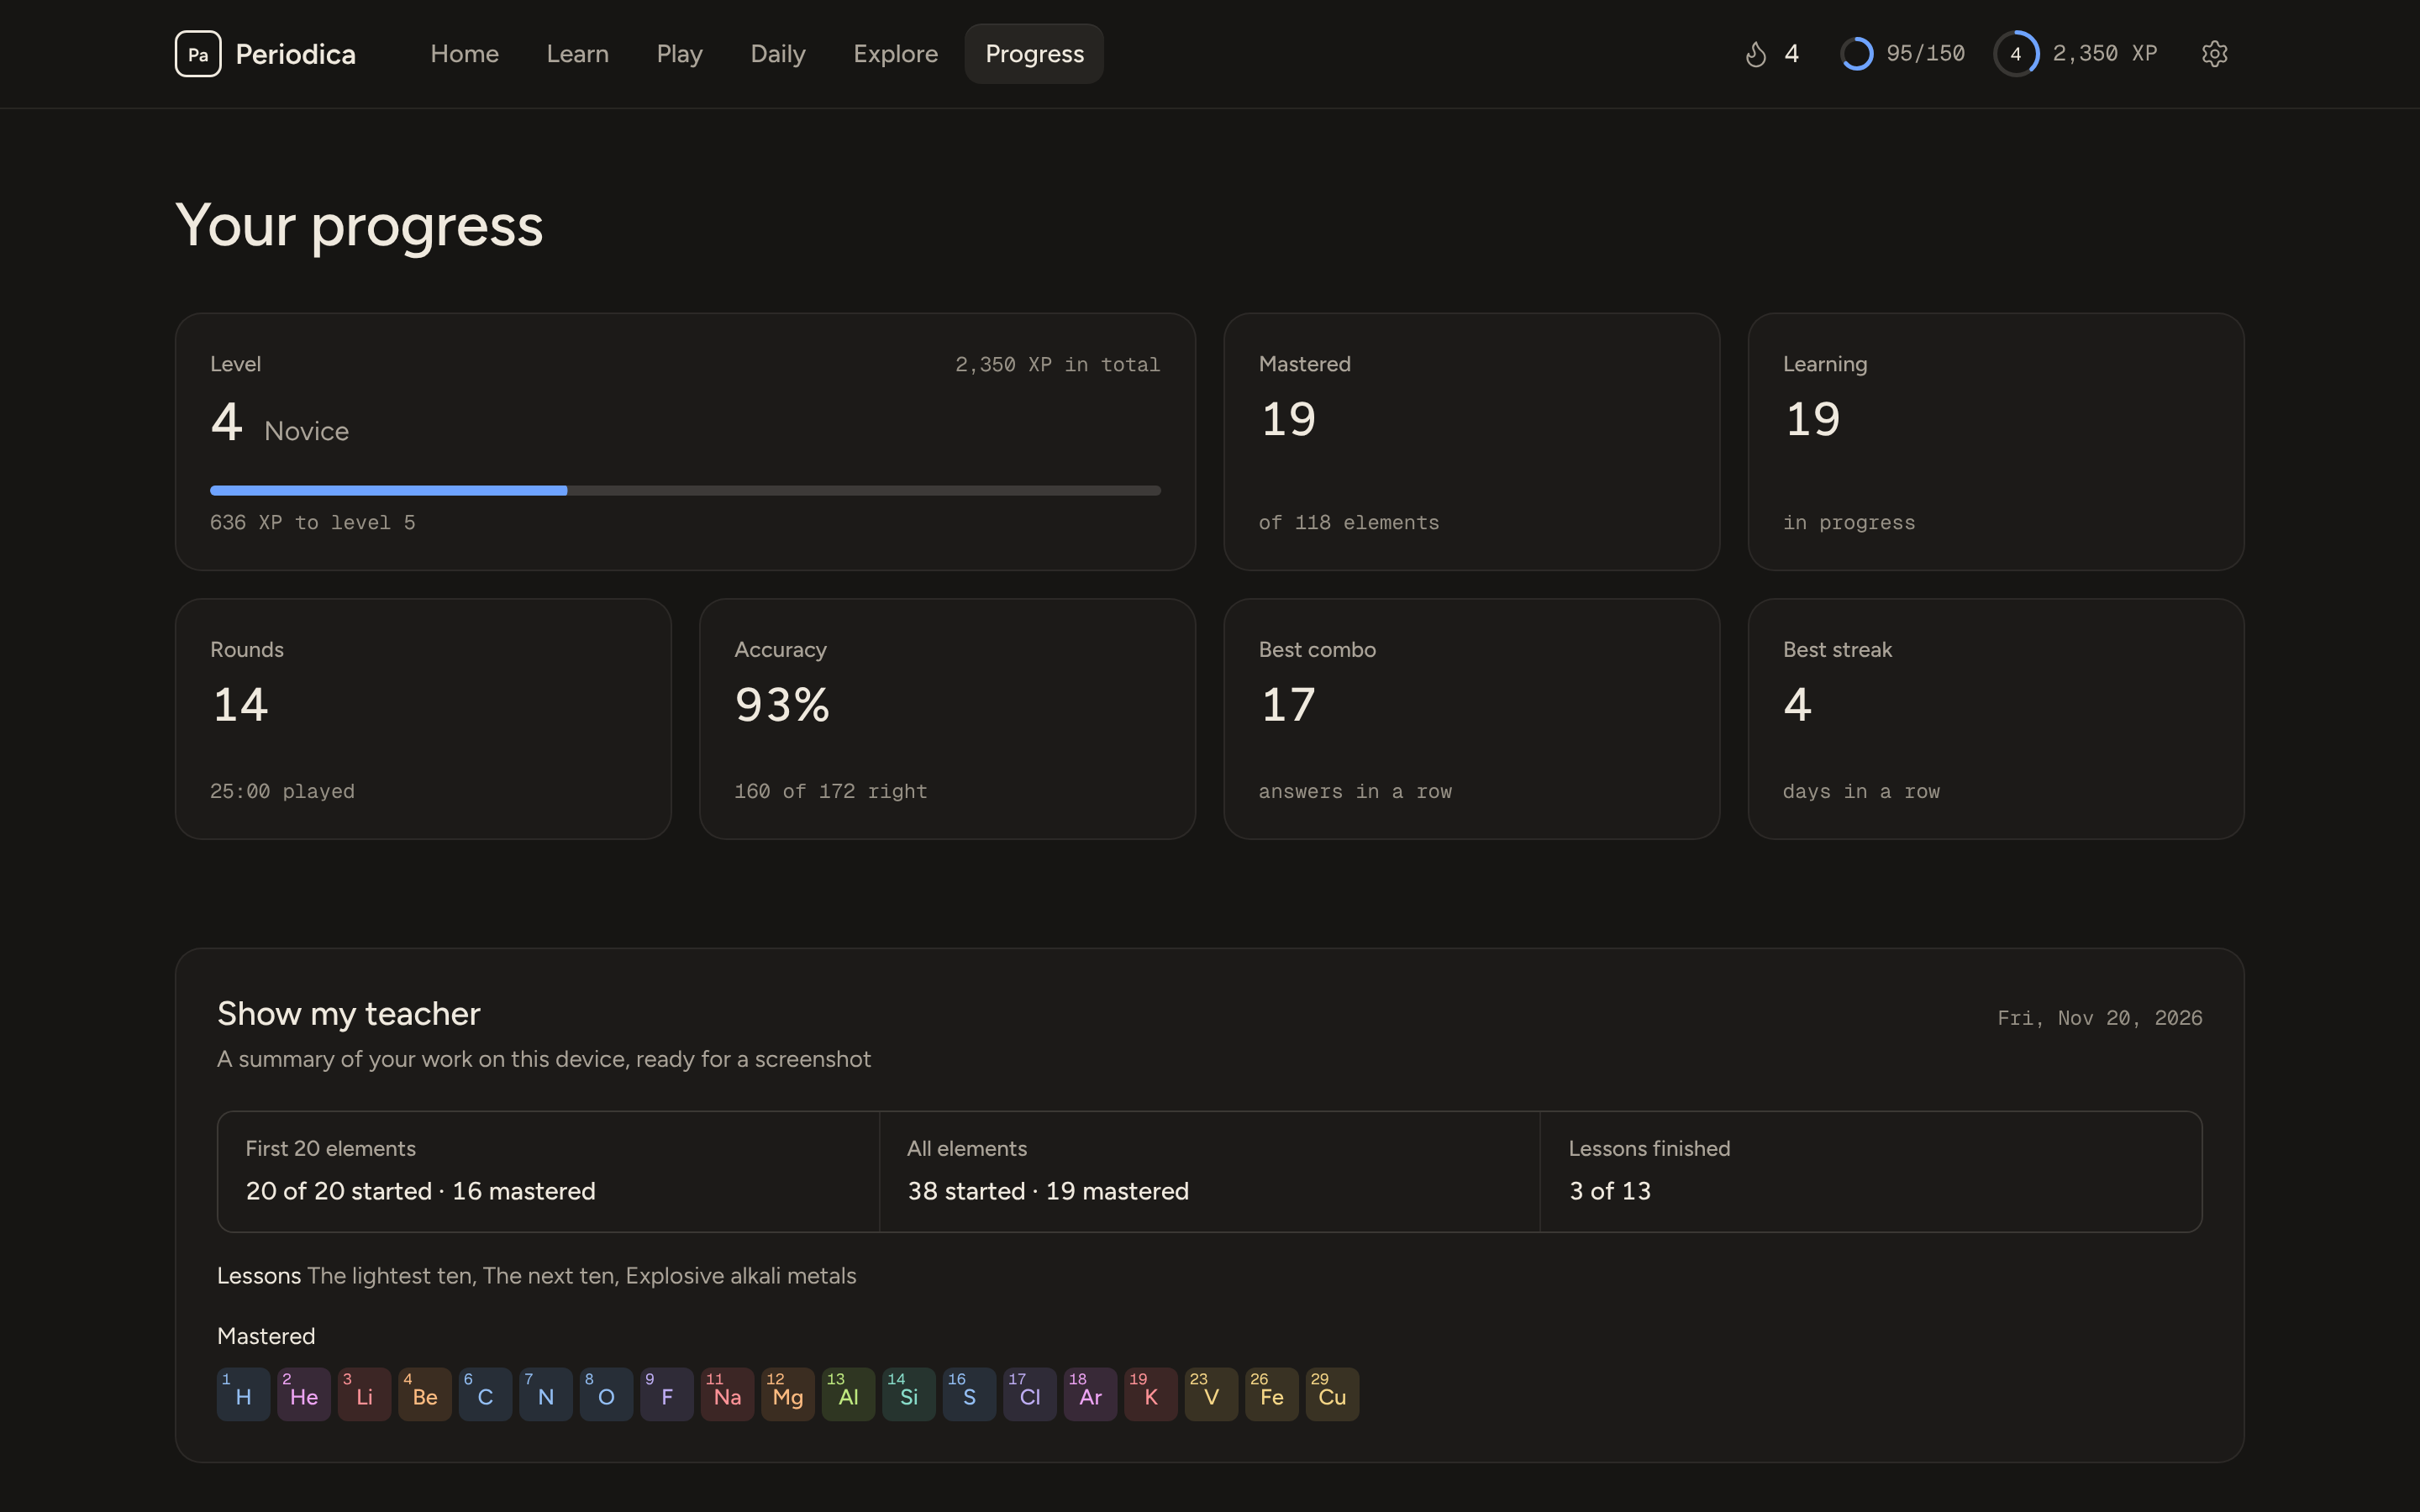 Pa Periodica Home Learn Play Daily Explore Progress 4 95/150 4 2,350 XP
Your progress
Level 2,350 XP in total
4 Novice
636 XP to level 5
Mastered
19
of 118 elements
Learning
19
in progress
Rounds
14
25:00 played
Accuracy
93%
160 of 172 right
Best combo
17
answers in a row
Best streak
4
days in a row
Show my teacher
Fri, Nov 20, 2026
A summary of your work on this device, ready for a screenshot
First 20 elements
20 of 20 started · 16 mastered
All elements
38 started · 19 mastered
Lessons finished
3 of 13
Lessons The lightest ten, The next ten, Explosive alkali metals
Mastered
1 H
2 He
3 Li
4 Be
6 C
7 N
8 O
9 F
11 Na
12 Mg
13 Al
14 Si
16 S
17 Cl
18 Ar
19 K
23 V
26 Fe
29 Cu